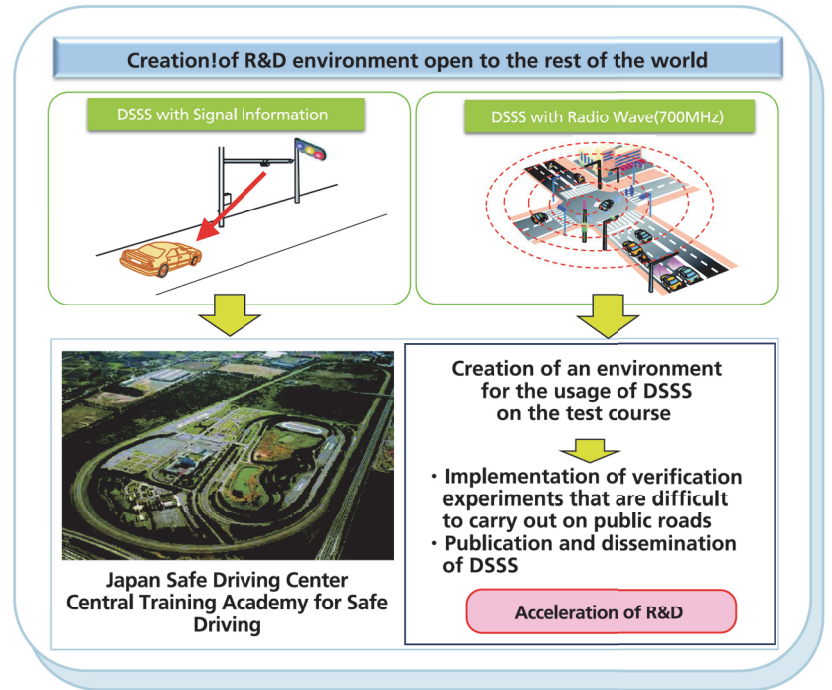 Creation!of R&D environment open to the rest of the world
DSSS with Signal Information
DSSS with Radio Wave(700MHz)
Japan Safe Driving Center
Central Training Academy for Safe
Driving
Creation of an environment
for the usage of DSSS
on the test course
・Implementation of verification
experiments that are difficult
to carry out on public roads
・Publication and dissemination
of DSSS
Acceleration of R&D